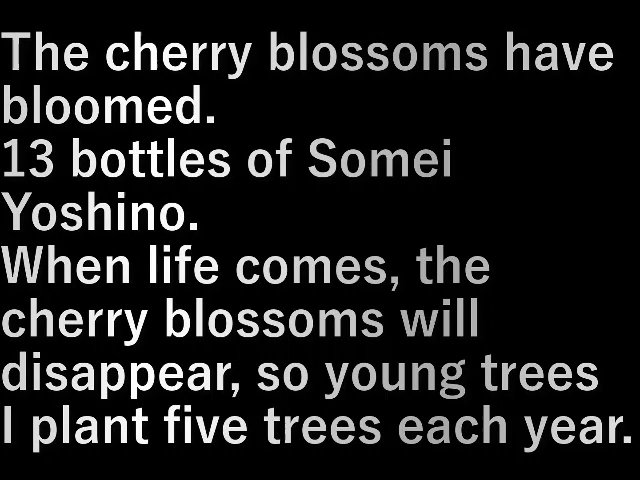 The cherry blossoms have
bloomed.
13 bottles of Somei
Yoshino.
When life comes, the
cherry blossoms will
disappear, so young trees
I plant five trees each year.